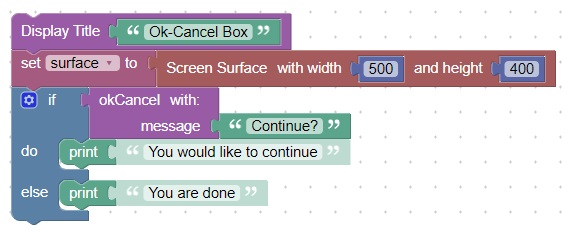 Display Title “ Ok-Cancel Box ”
set surface to Screen Surface with width 500 and height 400
if okCancel with:
message “ Continue? ”
do print “ You would like to continue ”
else print “ You are done ”